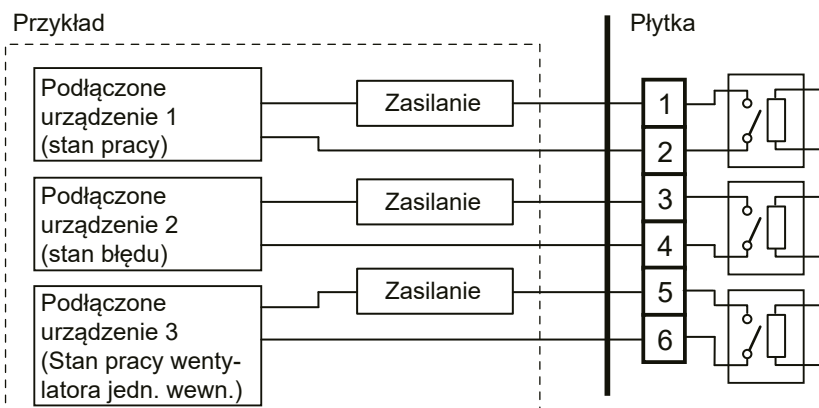 Przykład
Płytka
Podłączone
urządzenie 1
(stan pracy)
Zasilanie
1
2
Podłączone
urządzenie 2
(stan błędu)
Zasilanie
3
4
Podłączone
urządzenie 3
(Stan pracy wenty-
latora jedn. wewn.)
Zasilanie
5
6